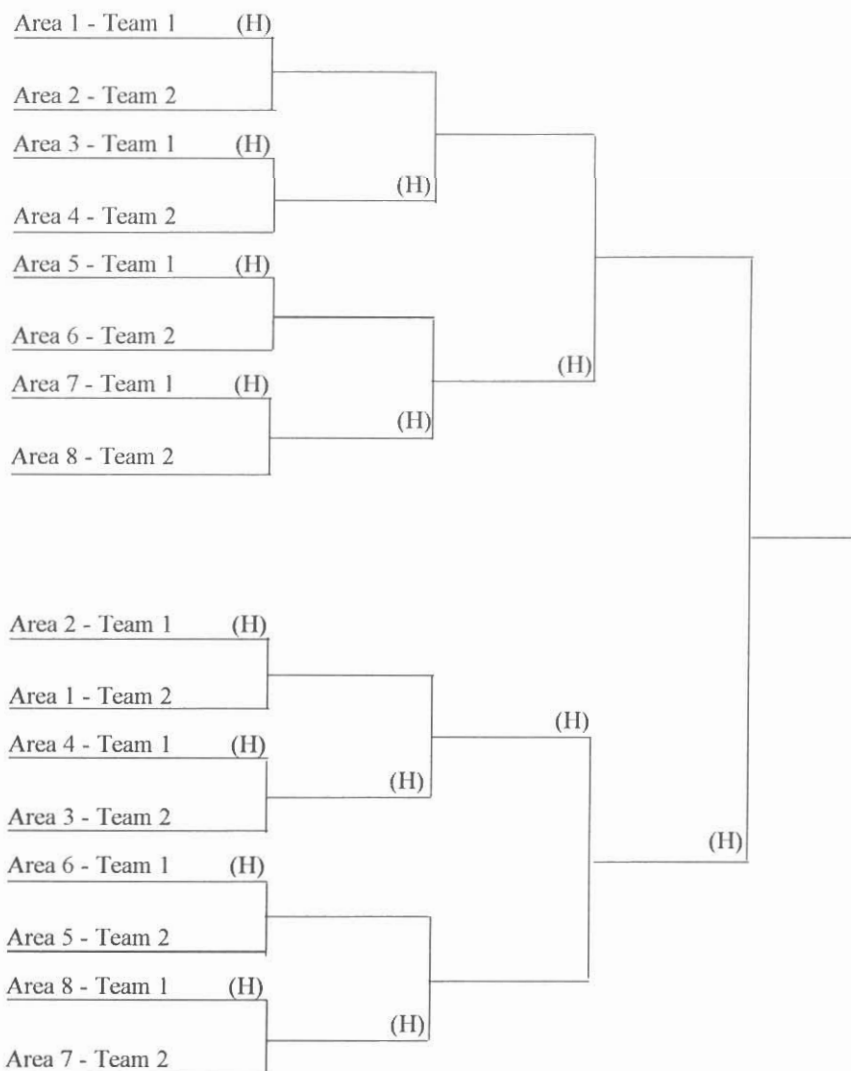 Area 1 - Team 1 (H)
Area 2 - Team 2
Area 3 - Team 1 (H)
(H)
Area 4 - Team 2
Area 5 - Team 1 (H)
Area 6 - Team 2
(H)
Area 7 - Team 1 (H)
(H)
Area 8 - Team 2
Area 2 - Team 1 (H)
Area 1 - Team 2
(H)
Area 4 - Team 1 (H)
(H)
Area 3 - Team 2
(H)
Area 6 - Team 1 (H)
Area 5 - Team 2
Area 8 - Team 1 (H)
(H)
Area 7 - Team 2